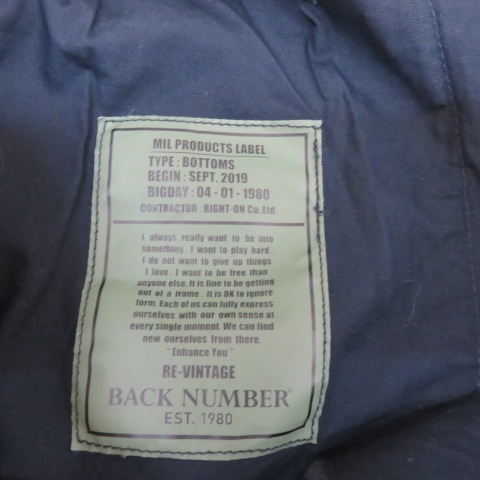 MIL PRODUCTS LABEL
TYPE : BOTTOMS
BEGIN : SEPT. 2019
BIGDAY : 04 - 01 - 1980
CONTRACTOR : RIGHT-ON Co.,Ltd.
I always really want to be into
something. I want to play hard.
I do not want to give up things
I love. I want to be free than
anyone else. It is fine to be getting
out of a frame. It is OK to ignore
form. Each of us can fully express
ourselves with our own sense at
every single moment. We can find
new ourselves from there.
"Enhance You"
RE-VINTAGE
BACK NUMBER®
EST. 1980